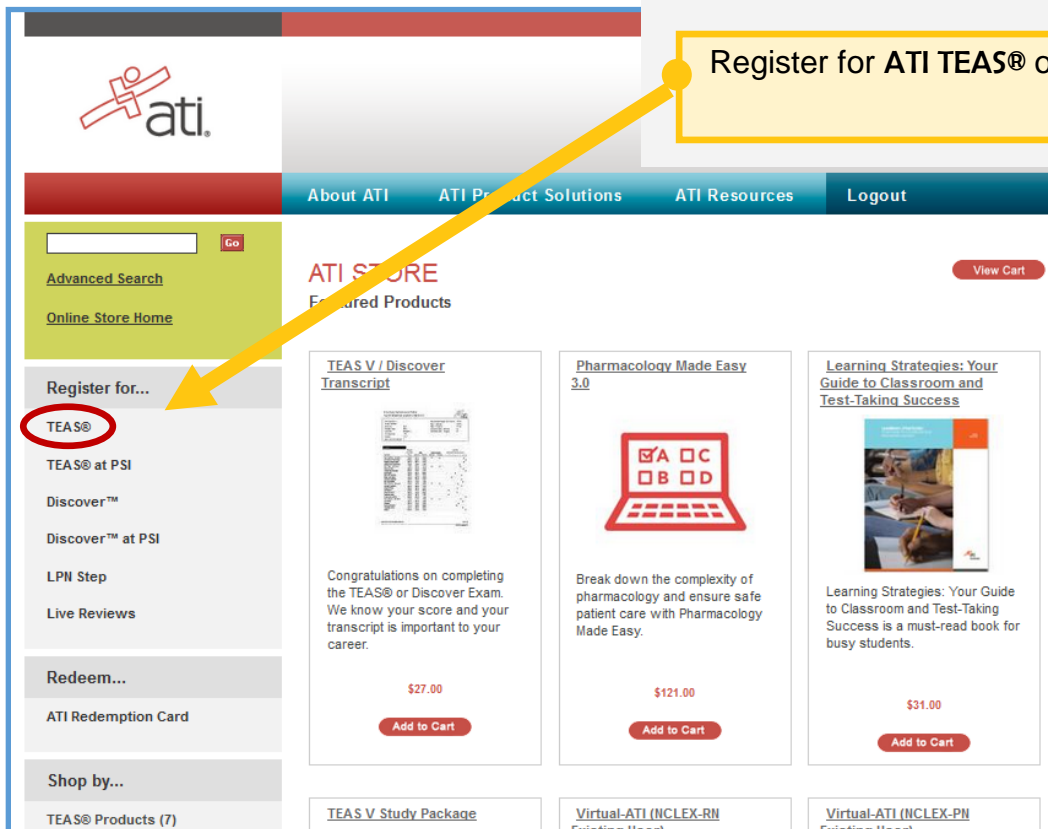 Register for ATI TEAS® o
ati.
About ATI
ATI Product Solutions
ATI Resources
Logout
Go
Advanced Search
Online Store Home
ATI STORE
View Cart
Featured Products
Register for...
TEAS®
TEAS® at PSI
Discover™
Discover™ at PSI
LPN Step
Live Reviews
Redeem...
ATI Redemption Card
Shop by...
TEAS® Products (7)
TEAS V / Discover
Transcript
Congratulations on completing
the TEAS® or Discover Exam.
We know your score and your
transcript is important to your
career.
$27.00
Add to Cart
Pharmacology Made Easy
3.0
A C
B D
Break down the complexity of
pharmacology and ensure safe
patient care with Pharmacology
Made Easy.
$121.00
Add to Cart
Learning Strategies: Your
Guide to Classroom and
Test-Taking Success
Learning Strategies: Your Guide
to Classroom and Test-Taking
Success is a must-read book for
busy students.
$31.00
Add to Cart
TEAS V Study Package
Virtual-ATI (NCLEX-RN
Existing User)
Virtual-ATI (NCLEX-PN
Existing User)